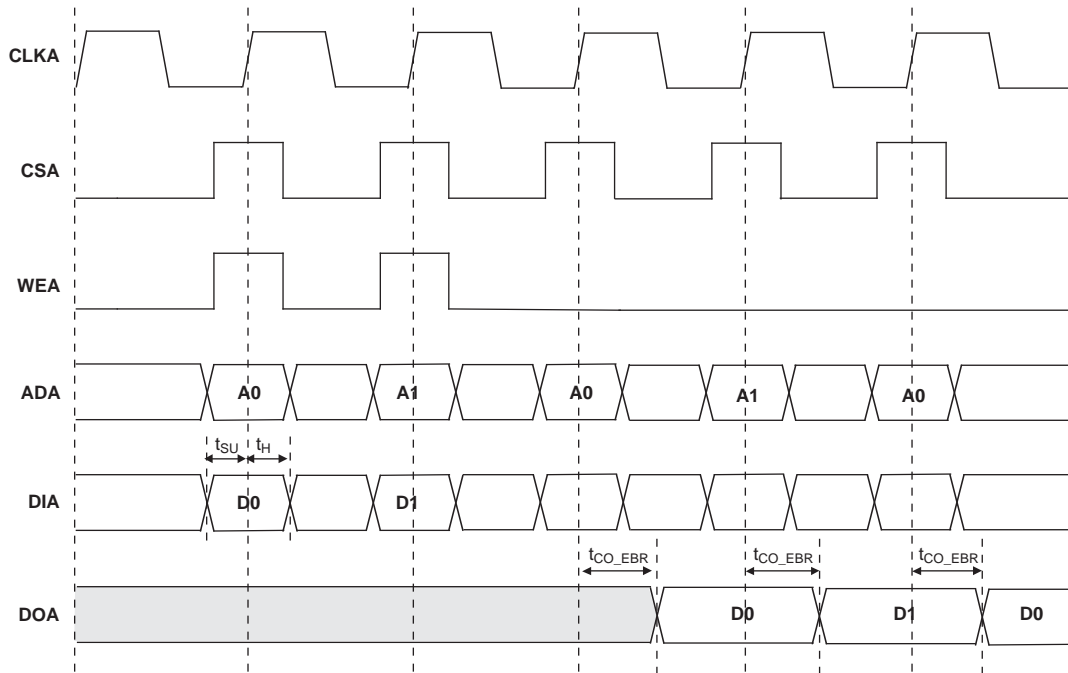 CLKA
CSA
WEA
ADA A0 A1 A0 A1 A0
tSU tH
DIA D0 D1
tCO_EBR tCO_EBR tCO_EBR
DOA D0 D1 D0